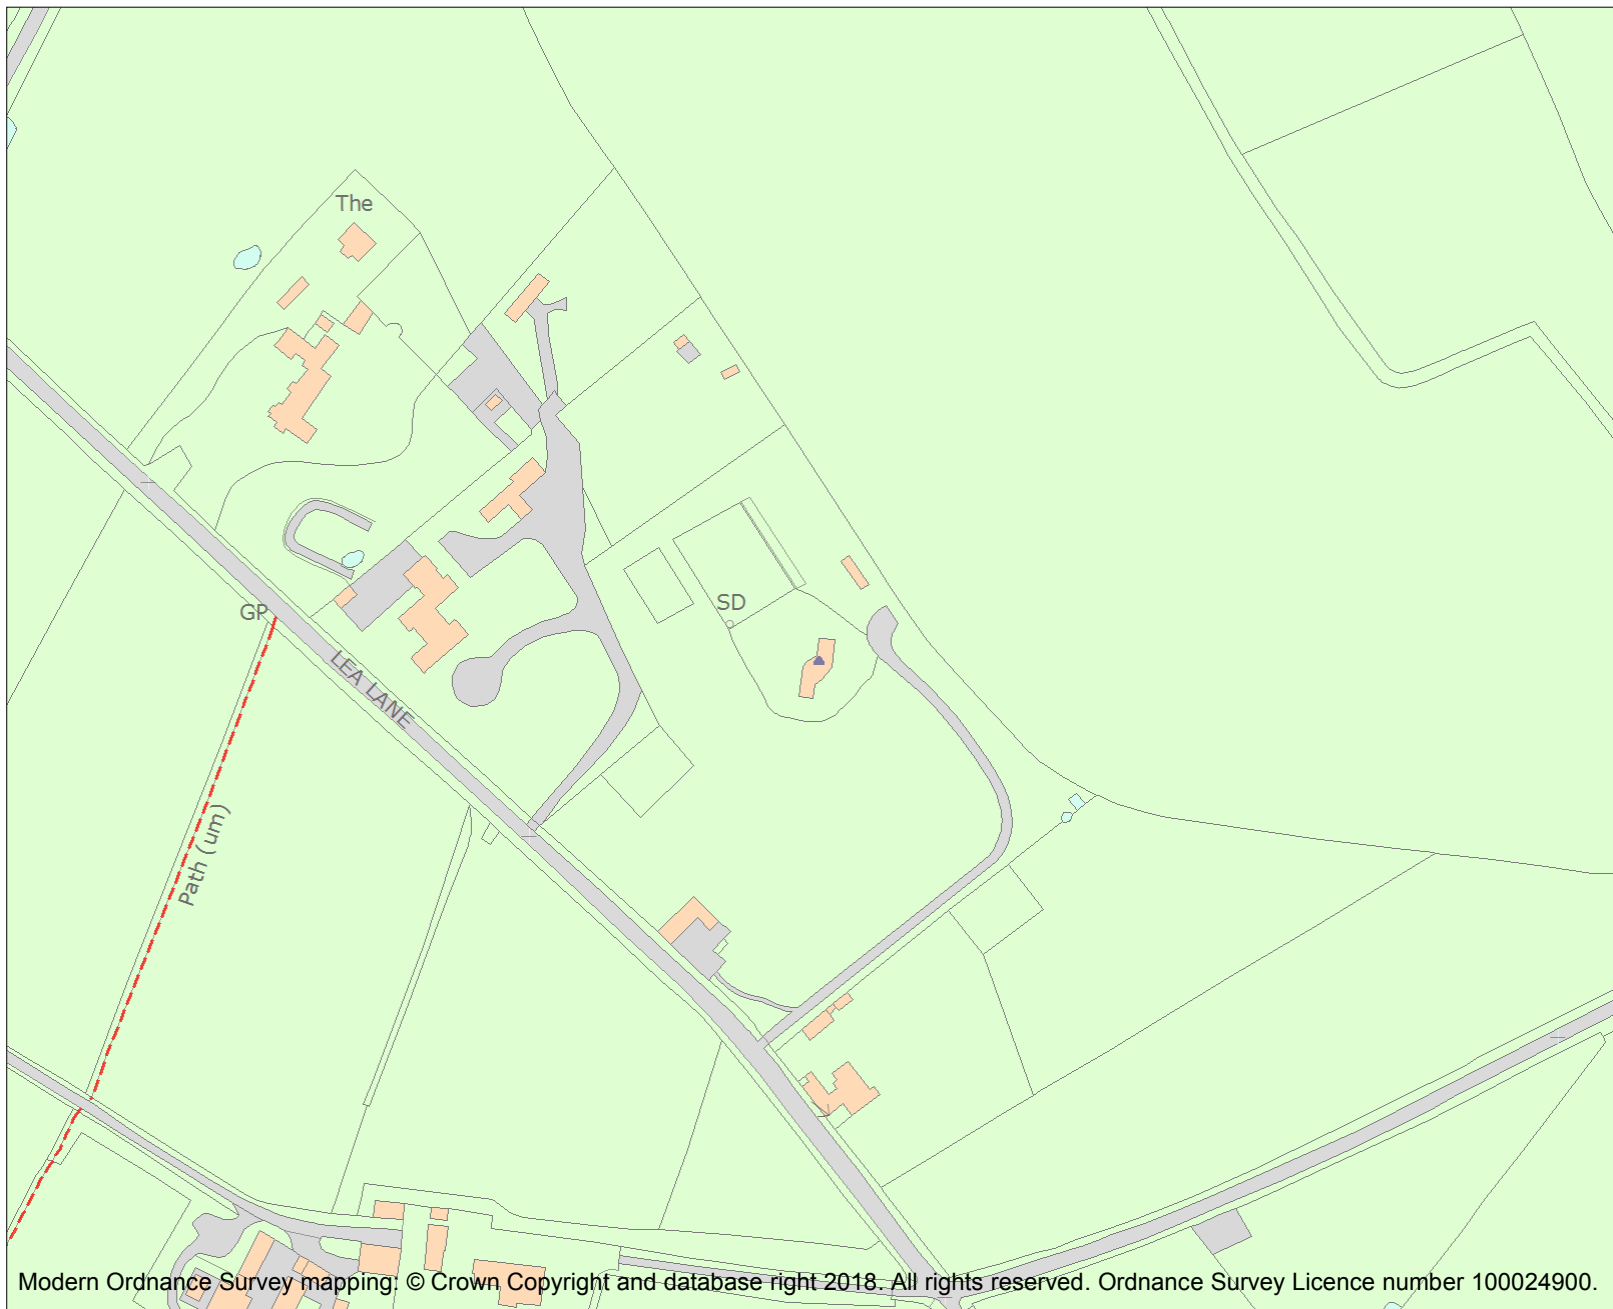 The
SD
GP
LEA LANE
Path (um)
Modern Ordnance Survey mapping: © Crown Copyright and database right 2018. All rights reserved. Ordnance Survey Licence number 100024900.